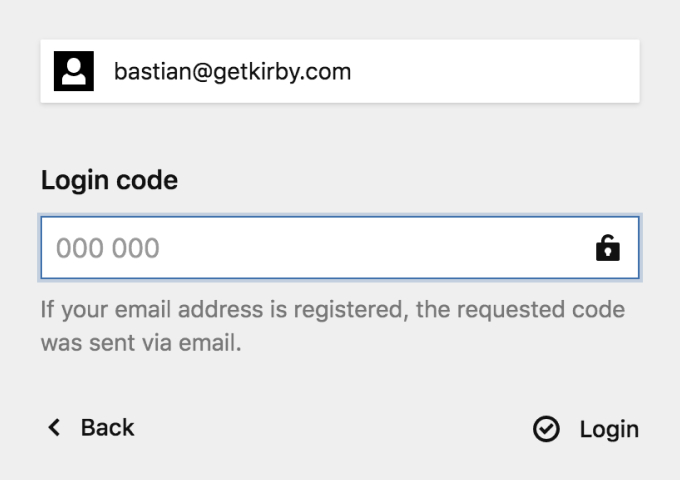 bastian@getkirby.com
Login code
000 000
If your email address is registered, the requested code
was sent via email.
Back
Login